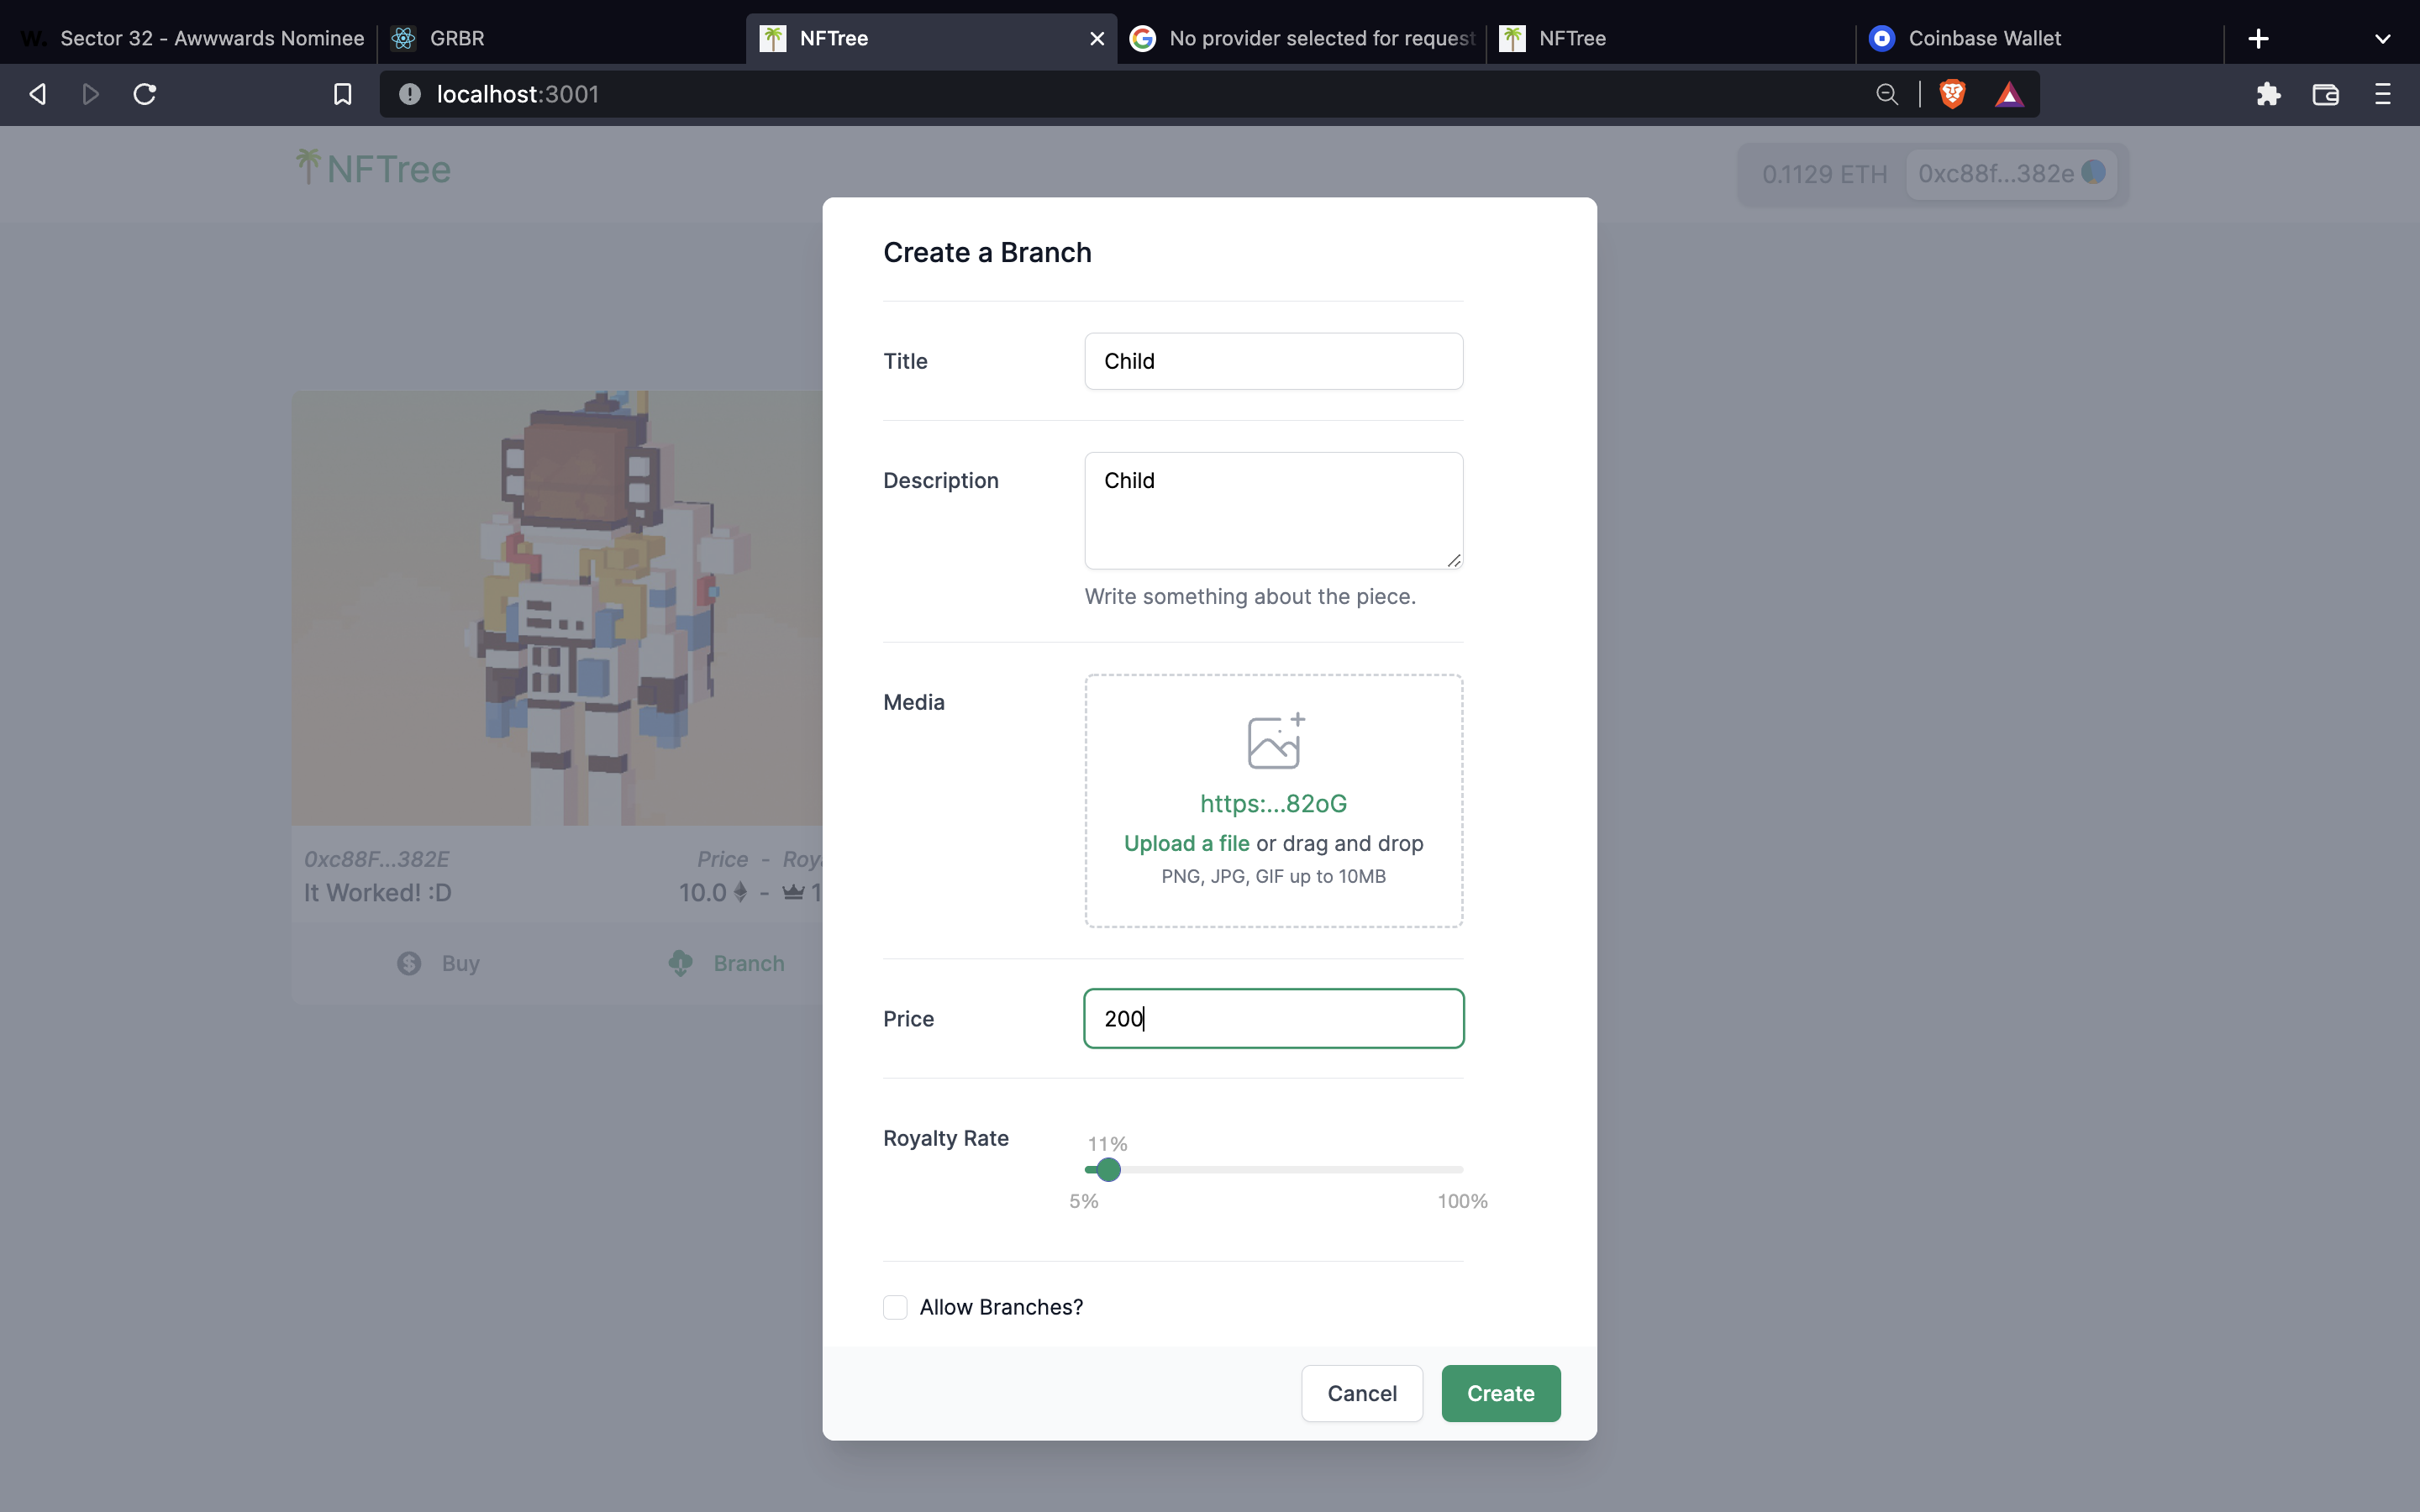 W. Sector 32 - Awwwards Nominee
GRBR
NFTree
No provider selected for request
NFTree
Coinbase Wallet
localhost:3001
NFTree
0.1129 ETH 0xc88f...382e
Create a Branch
Title Child
Description Child
Write something about the piece.
Media
https:...82oG
Upload a file or drag and drop
PNG, JPG, GIF up to 10MB
0xc88F...382E Price -
It Worked! :D 10.0 -
Buy Branch
Price 200
Royalty Rate 11%
5% 100%
Allow Branches?
Cancel Create